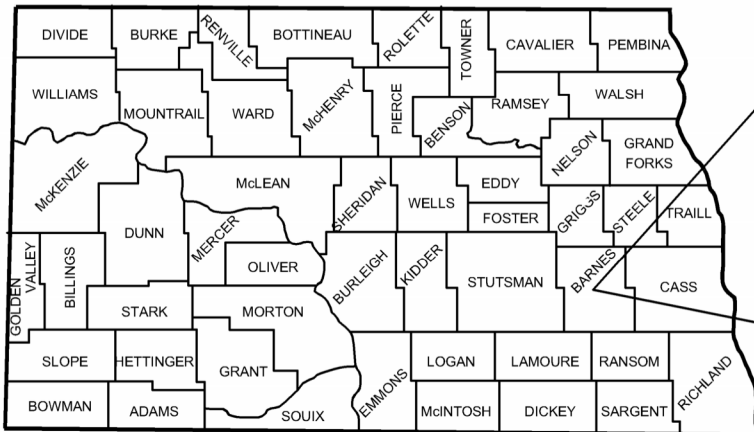 DIVIDE
BURKE
RENVILLE
BOTTINEAU
ROLETTE
TOWNER
CAVALIER
PEMBINA
WILLIAMS
MOUNTRAIL
WARD
McHENRY
PIERCE
BENSON
RAMSEY
WALSH
NELSON
GRAND
FORKS
McKENZIE
McLEAN
SHERIDAN
WELLS
EDDY
FOSTER
GRIGGS
STEELE
TRAILL
DUNN
MERCER
OLIVER
GOLDEN
VALLEY
BILLINGS
BURLEIGH
KIDDER
STUTSMAN
BARNES
CASS
STARK
MORTON
SLOPE
HETTINGER
GRANT
EMMONS
LOGAN
LAMOURE
RANSOM
RICHLAND
BOWMAN
ADAMS
SOUIX
McINTOSH
DICKEY
SARGENT